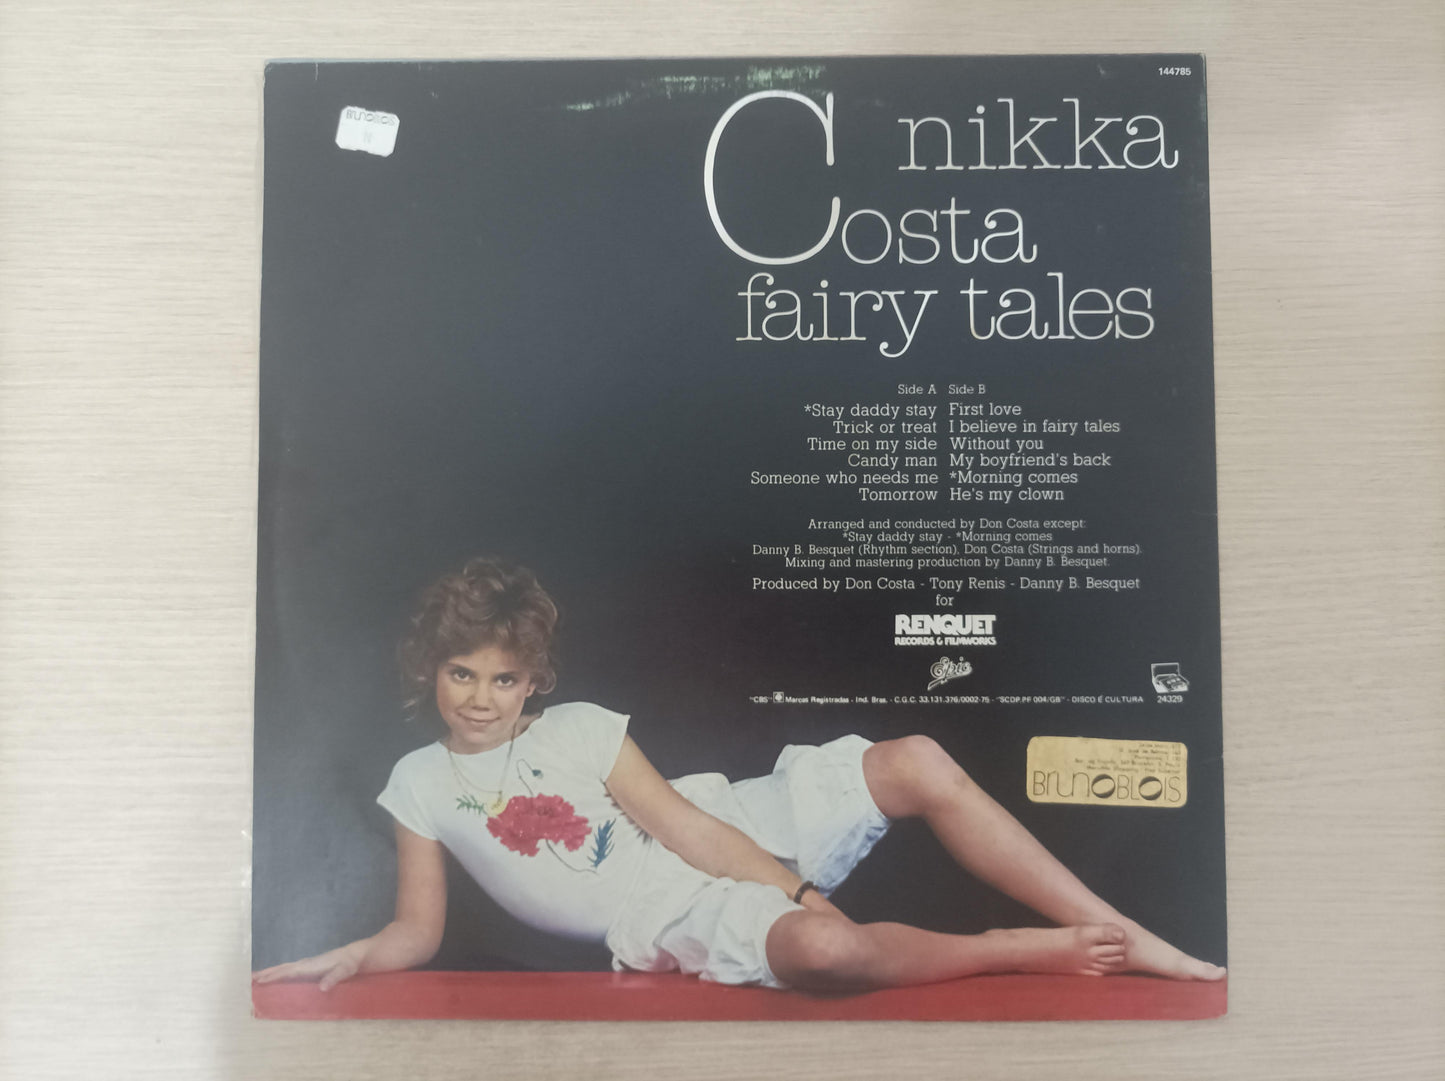 144785
BRUNOBLOIS
N
nikka
Costa
fairy tales
Side A Side B
*Stay daddy stay First love
Trick or treat I believe in fairy tales
Time on my side Without you
Candy man My boyfriend's back
Someone who needs me *Morning comes
Tomorrow He's my clown
Arranged and conducted by Don Costa except:
*Stay daddy stay - *Morning comes
Danny B. Besquet (Rhythm section), Don Costa (Strings and horns).
Mixing and mastering production by Danny B. Besquet.
Produced by Don Costa - Tony Renis - Danny B. Besquet
for
RENQUET
RECORDS & FILMWORKS
Epic
"CBS" Marcas Registradas - Ind. Bras. - C.G.C. 33.131.376/0002-75 - "SCDP.PF 004/GB" - DISCO É CULTURA 24329
BRUNOBLOIS